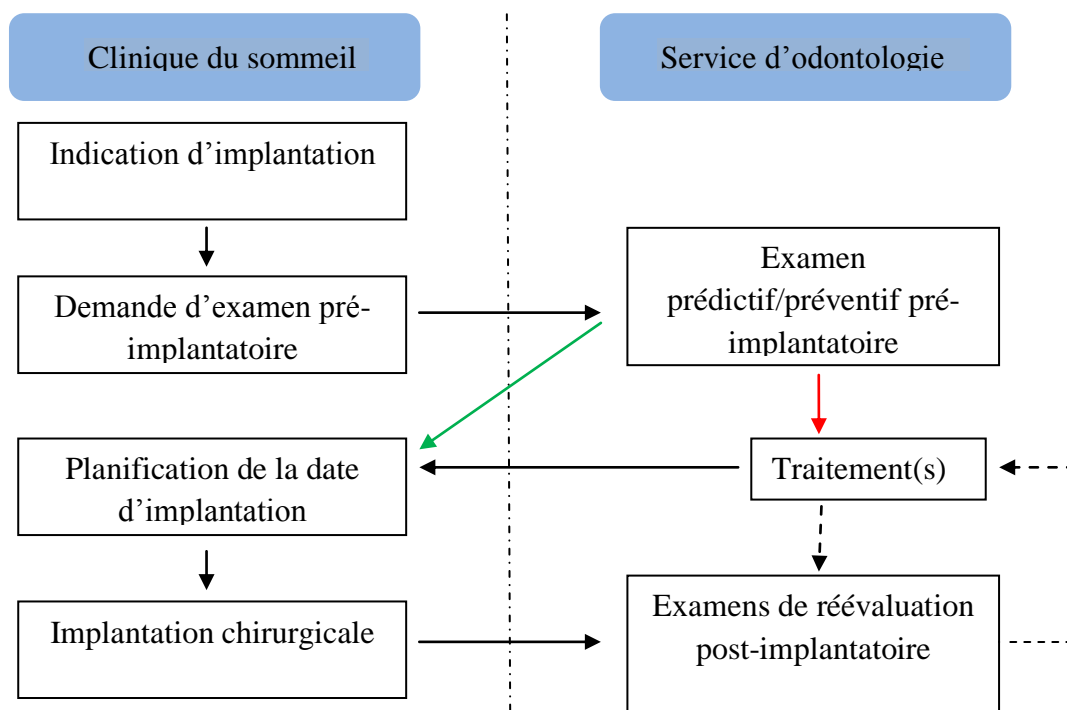 Clinique du sommeil
Service d’odontologie
Indication d’implantation
Demande d’examen pré-
implantatoire
Examen
prédictif/préventif pré-
implantatoire
Planification de la date
d’implantation
Traitement(s)
Implantation chirurgicale
Examens de réévaluation
post-implantatoire